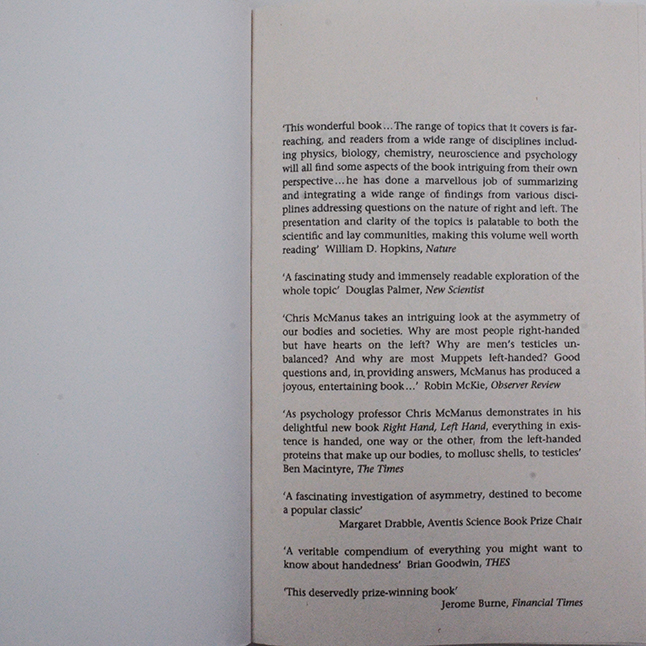 ‘This wonderful book...The range of topics that it covers is far-
reaching, and readers from a wide range of disciplines includ-
ing physics, biology, chemistry, neuroscience and psychology
will all find some aspects of the book intriguing from their own
perspective...he has done a marvellous job of summarizing
and integrating a wide range of findings from various disci-
plines addressing questions on the nature of right and left. The
presentation and clarity of the topics is palatable to both the
scientific and lay communities, making this volume well worth
reading’ William D. Hopkins, Nature
‘A fascinating study and immensely readable exploration of the
whole topic’ Douglas Palmer, New Scientist
‘Chris McManus takes an intriguing look at the asymmetry of
our bodies and societies. Why are most people right-handed
but have hearts on the left? Why are men's testicles un-
balanced? And why are most Muppets left-handed? Good
questions and, in providing answers, McManus has produced a
joyous, entertaining book...’ Robin McKie, Observer Review
‘As psychology professor Chris McManus demonstrates in his
delightful new book Right Hand, Left Hand, everything in exis-
tence is handed, one way or the other, from the left-handed
proteins that make up our bodies, to mollusc shells, to testicles’
Ben Macintyre, The Times
‘A fascinating investigation of asymmetry, destined to become
a popular classic’
Margaret Drabble, Aventis Science Book Prize Chair
‘A veritable compendium of everything you might want to
know about handedness’ Brian Goodwin, THES
‘This deservedly prize-winning book’
Jerome Burne, Financial Times